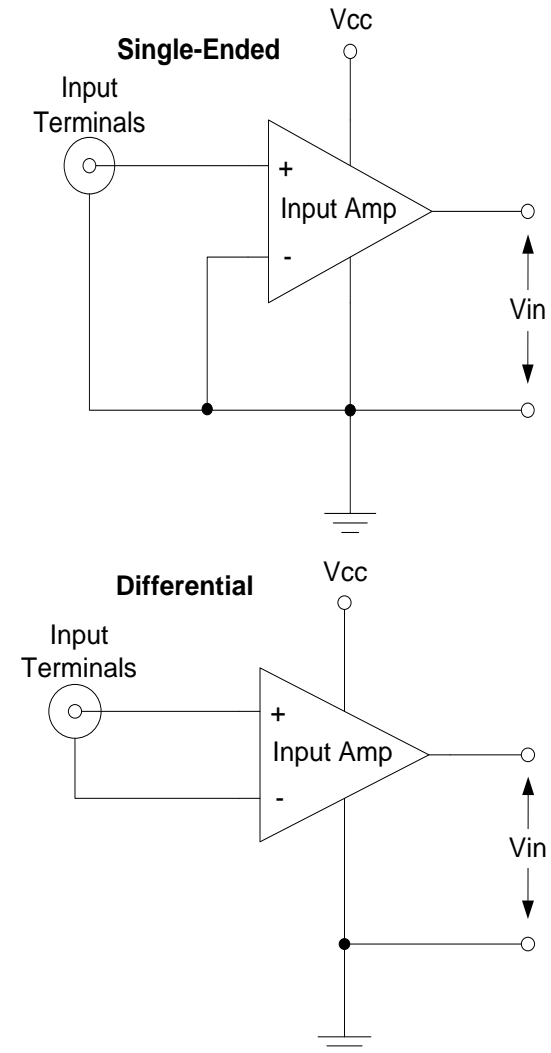 Vcc
Single-Ended
Input
Terminals
+
Input Amp
-
Vin
Vcc
Differential
Input
Terminals
+
Input Amp
-
Vin